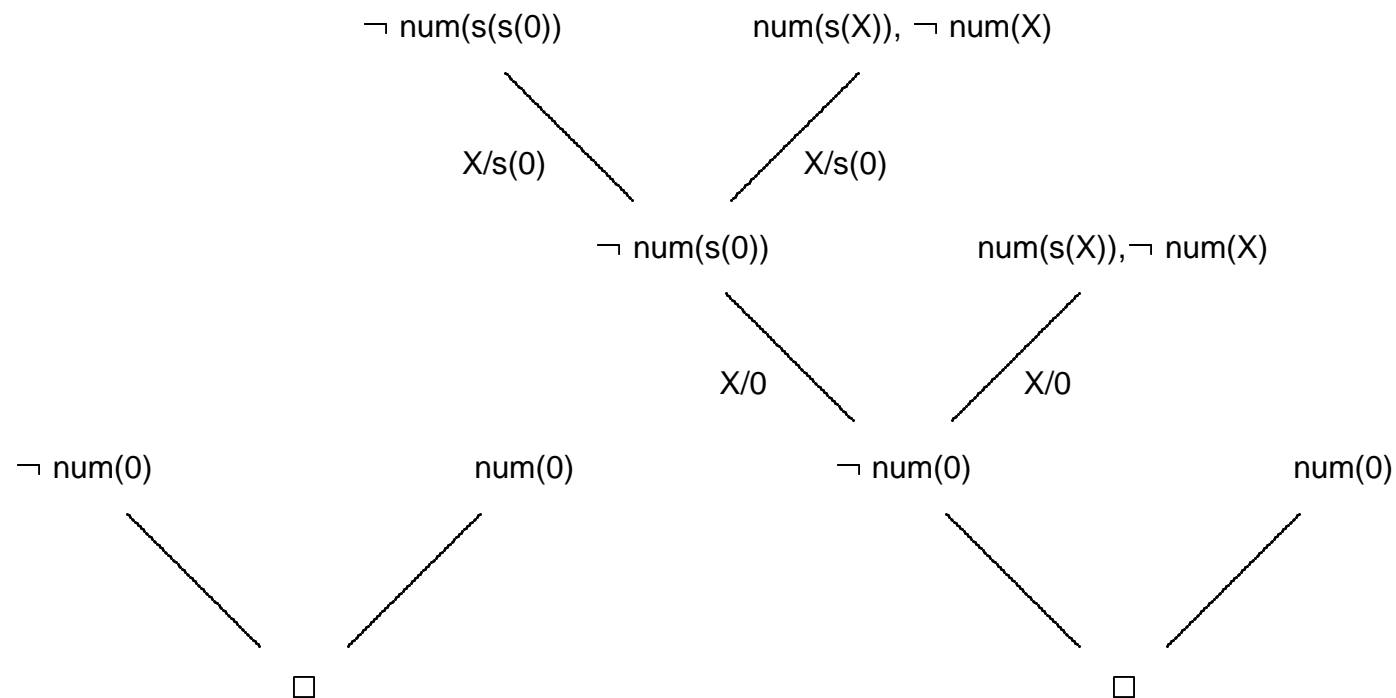 ¬ num(s(s(0))
num(s(X)), ¬ num(X)
X/s(0)
X/s(0)
¬ num(s(0))
num(s(X)),¬ num(X)
X/0
X/0
¬ num(0)
num(0)
¬ num(0)
num(0)
□
□